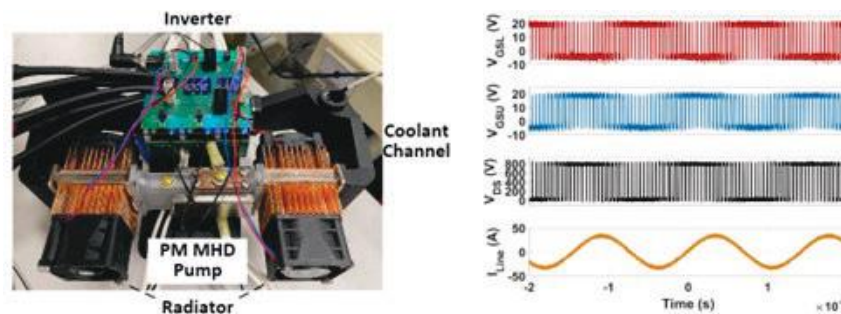 Inverter
Coolant
Channel
PM MHD
Pump
Radiator
V_GSL (V)
20
10
0
-10
V_GSU (V)
20
10
0
-10
V_DS (V)
800
600
400
200
0
I_Line (A)
50
0
-50
-2
-1
0
1
Time (s)